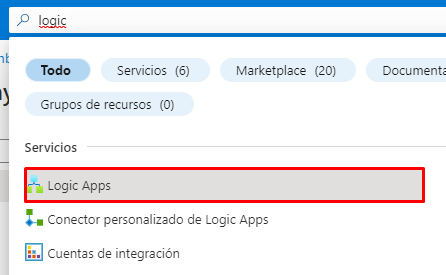 logic
Todo Servicios (6) Marketplace (20) Documenta
Grupos de recursos (0)
Servicios
Logic Apps
Conector personalizado de Logic Apps
Cuentas de integración